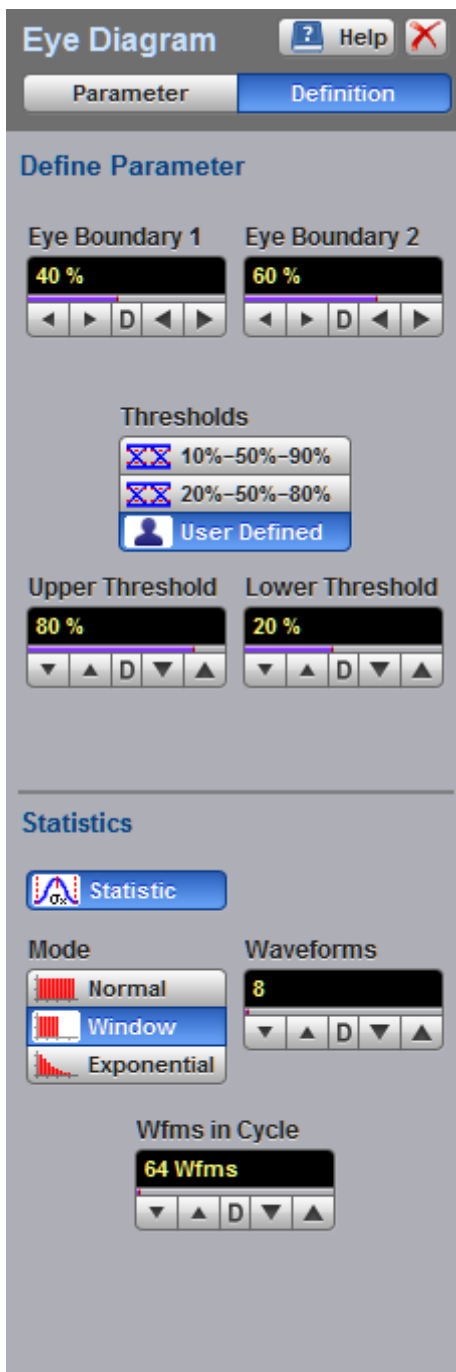 Eye Diagram
? Help
Parameter Definition
Define Parameter
Eye Boundary 1 Eye Boundary 2
40 % 60 %
D D
Thresholds
10%-50%-90%
20%-50%-80%
User Defined
Upper Threshold Lower Threshold
80 % 20 %
D D
Statistics
σx Statistic
Mode Waveforms
Normal 8
Window D
Exponential
Wfms in Cycle
64 Wfms
D